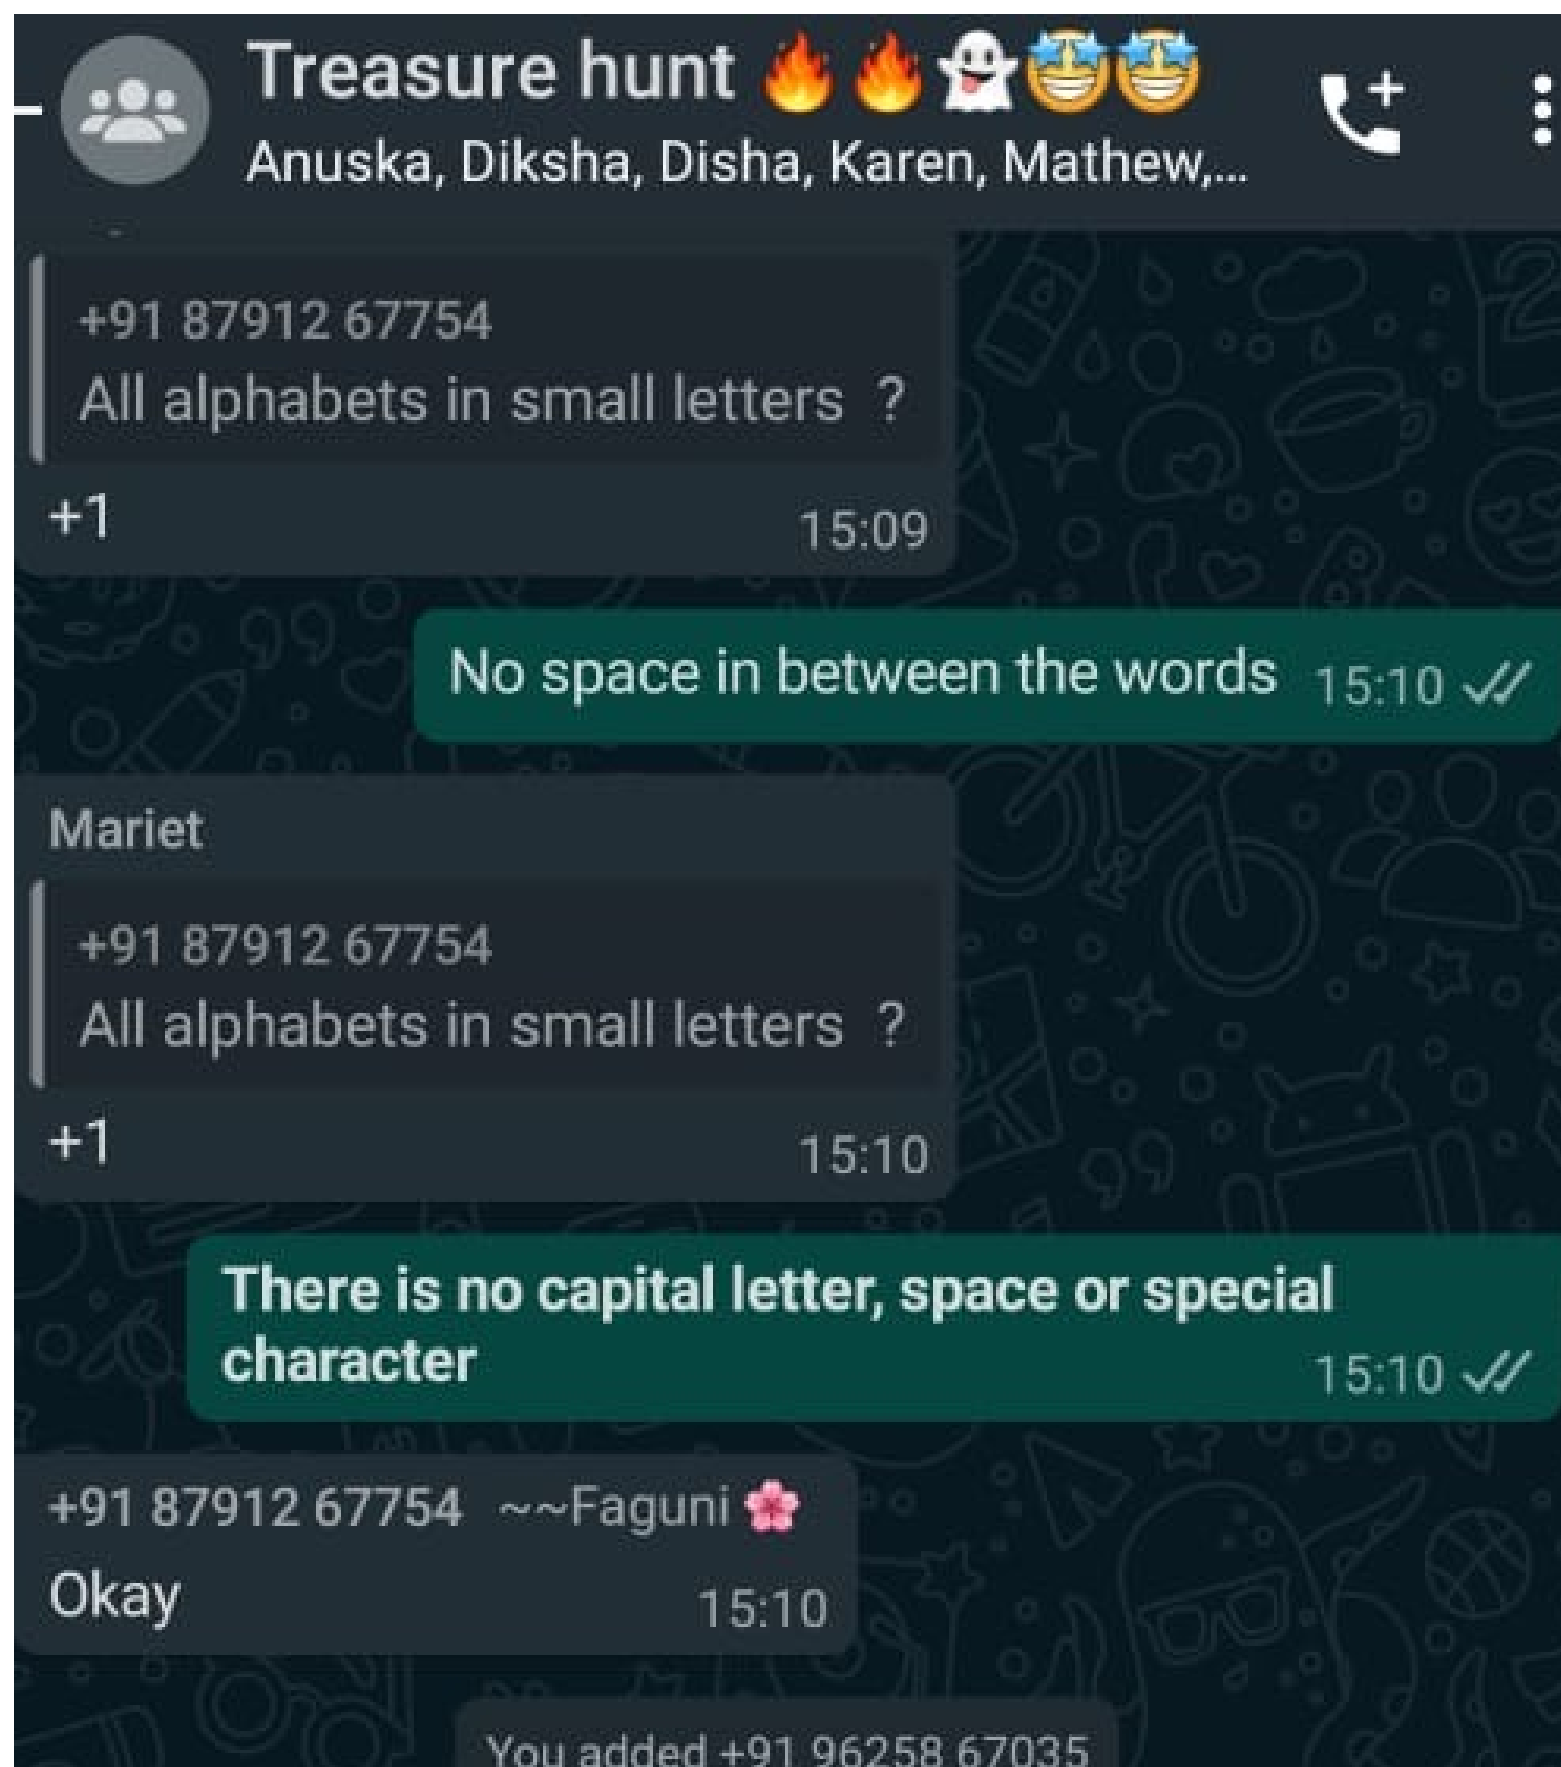 Treasure hunt 🔥🔥👻🤩🤩
Anuska, Diksha, Disha, Karen, Mathew,...
+91 87912 67754
All alphabets in small letters ?
+1 15:09
No space in between the words 15:10
Mariet
+91 87912 67754
All alphabets in small letters ?
+1 15:10
There is no capital letter, space or special
character 15:10
+91 87912 67754 ~~Faguni 🌸
Okay 15:10
You added +91 96258 67035